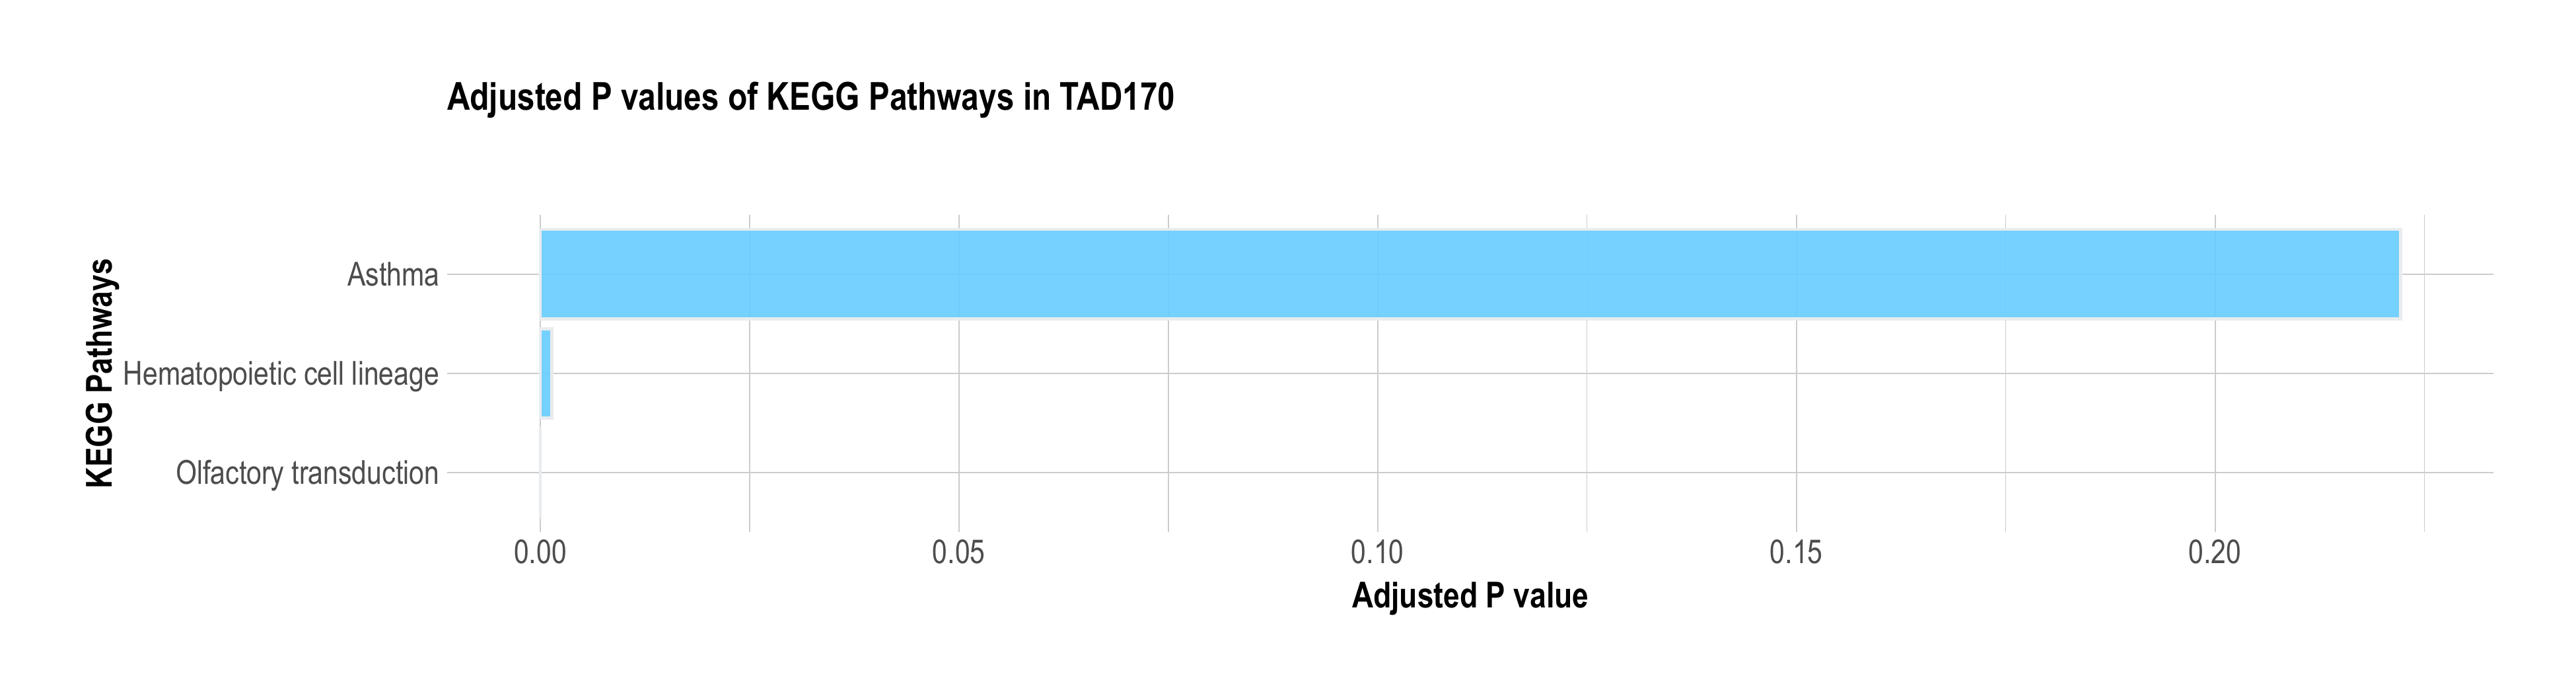 Adjusted P values of KEGG Pathways in TAD170
KEGG Pathways
Asthma
Hematopoietic cell lineage
Olfactory transduction
0.00 0.05 0.10 0.15 0.20
Adjusted P value